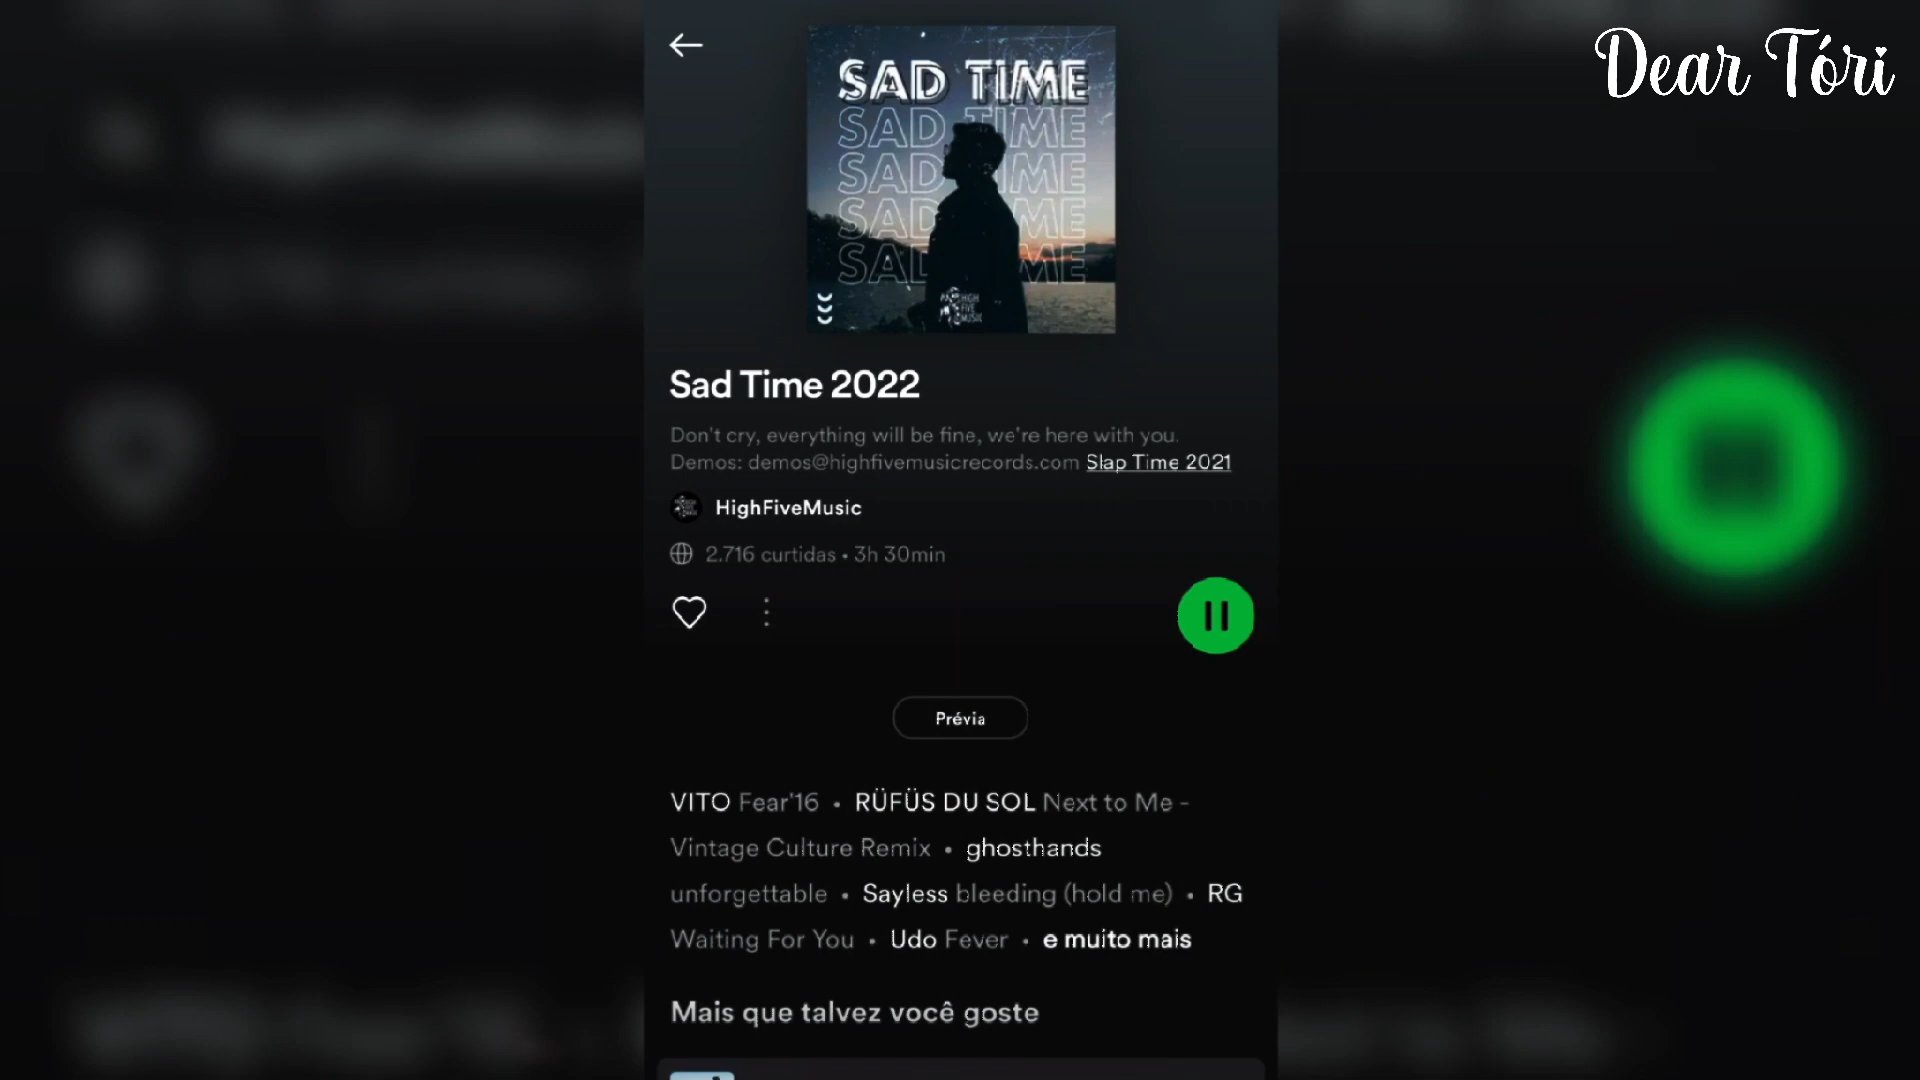 Dear Tóri
SAD TIME
SAD TIME
SAD TIME
SAD TIME
SAD TIME
HIGH
FIVE
MUSIC
Sad Time 2022
Don't cry, everything will be fine, we're here with you.
Demos: demos@highfivemusicrecords.com Slap Time 2021
HighFiveMusic
2.716 curtidas • 3h 30min
Prévia
VITO Fear'16 • RÜFÜS DU SOL Next to Me -
Vintage Culture Remix • ghosthands
unforgettable • Sayless bleeding (hold me) • RG
Waiting For You • Udo Fever • e muito mais
Mais que talvez você goste